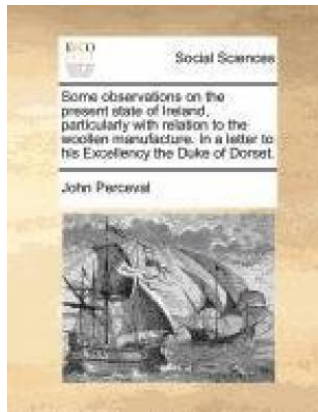 ECCO
Social Sciences
Some observations on the
present state of Ireland,
particularly with relation to the
woollen manufacture. In a letter to
his Excellency the Duke of Dorset.
John Perceval